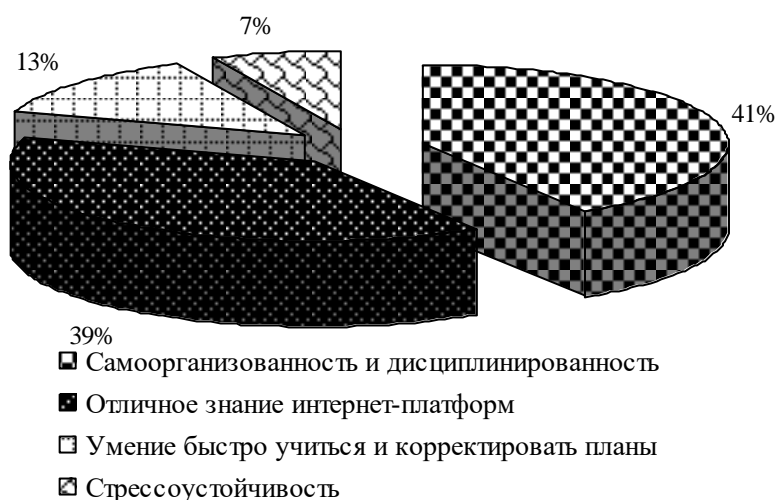 7%
13%
41%
39%
Самоорганизованность и дисциплинированность
Отличное знание интернет-платформ
Умение быстро учиться и корректировать планы
Стрессоустойчивость